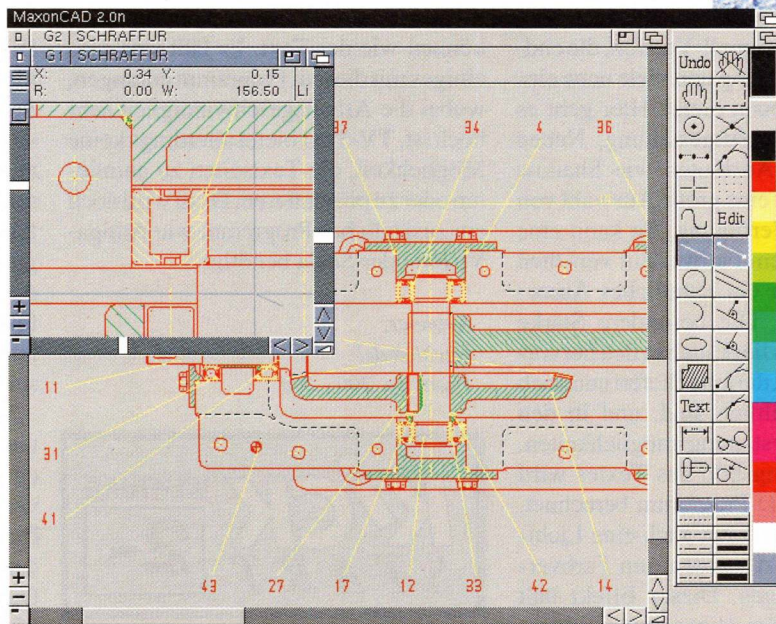 MaxonCAD 2.0n
G2 | SCHRAFFUR
G1 | SCHRAFFUR
X: 0.34 Y: 0.15
R: 0.00 W: 156.50 Li
Undo
Edit
Text
37 34 4 36
11
31
41
43 27 17 12 33 42 14